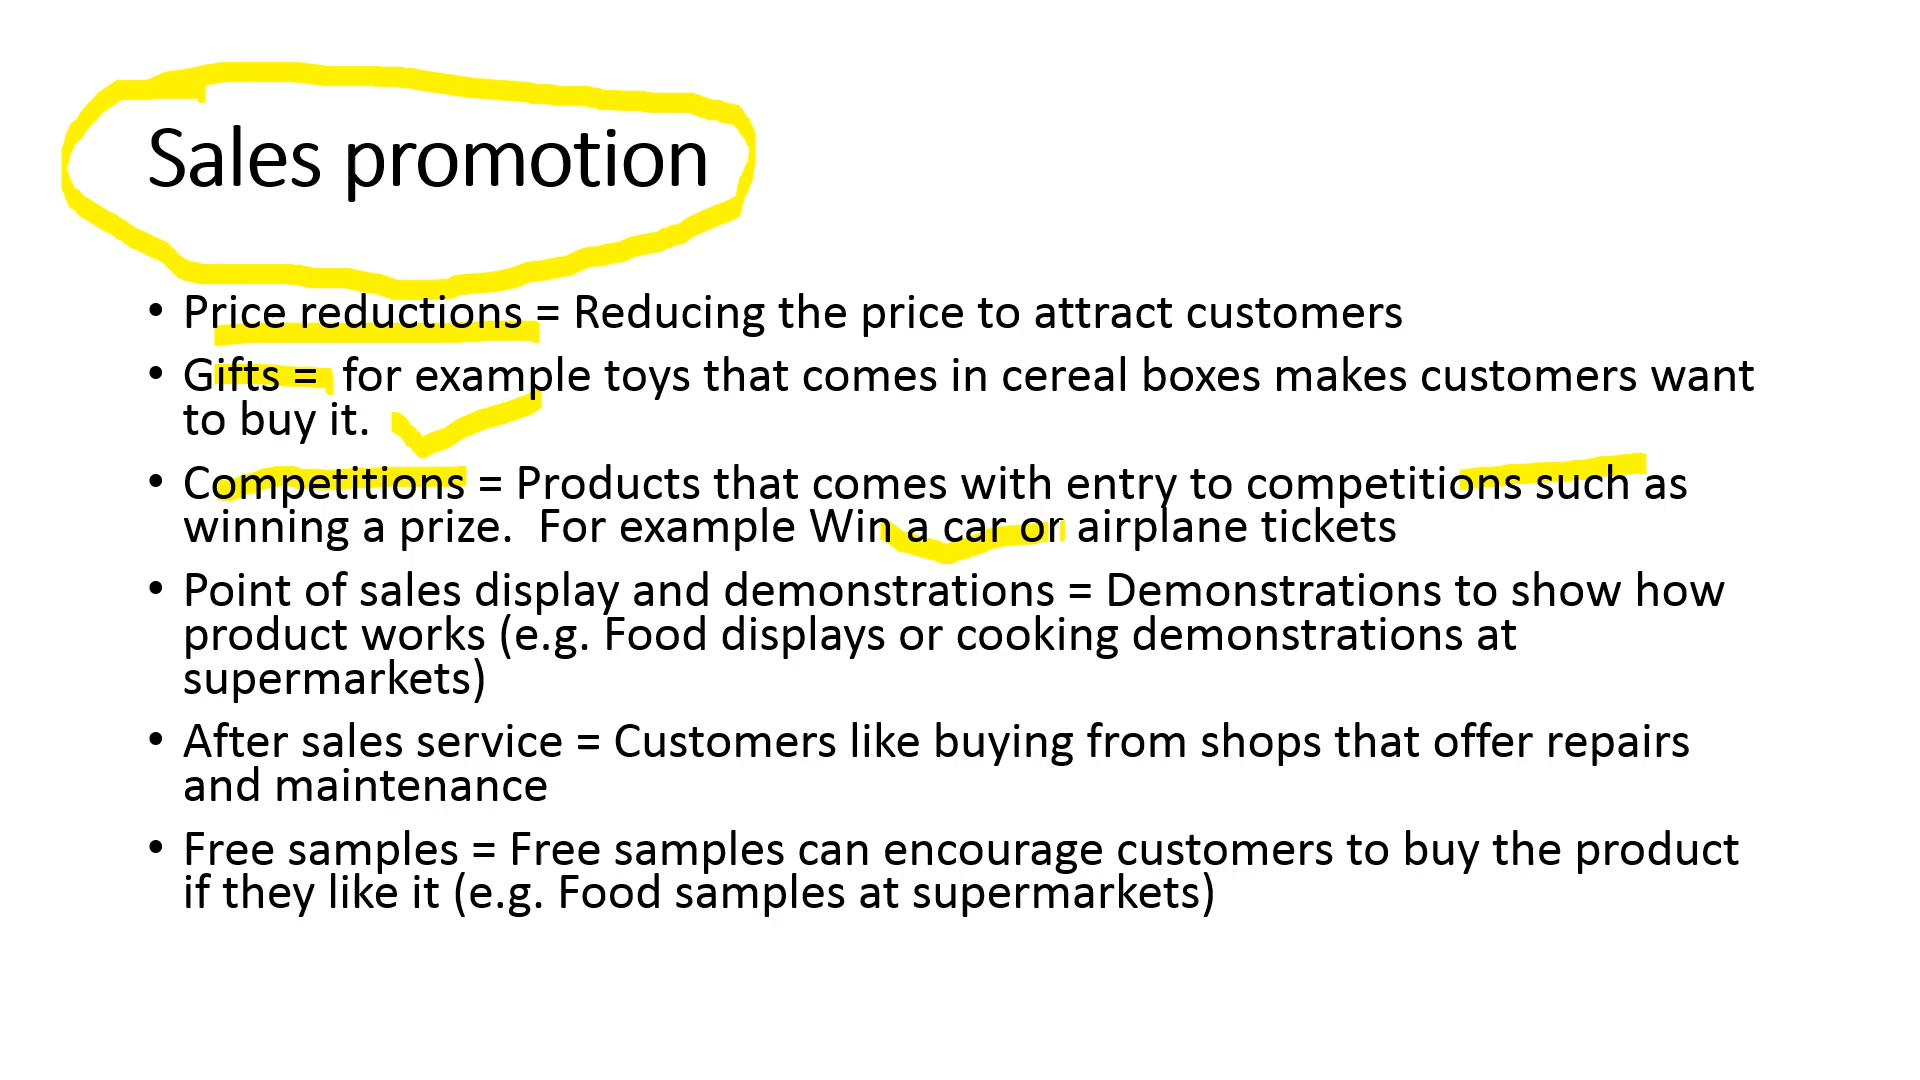 Sales promotion
• Price reductions = Reducing the price to attract customers
• Gifts = for example toys that comes in cereal boxes makes customers want
to buy it.
• Competitions = Products that comes with entry to competitions such as
winning a prize. For example Win a car or airplane tickets
• Point of sales display and demonstrations = Demonstrations to show how
product works (e.g. Food displays or cooking demonstrations at
supermarkets)
• After sales service = Customers like buying from shops that offer repairs
and maintenance
• Free samples = Free samples can encourage customers to buy the product
if they like it (e.g. Food samples at supermarkets)